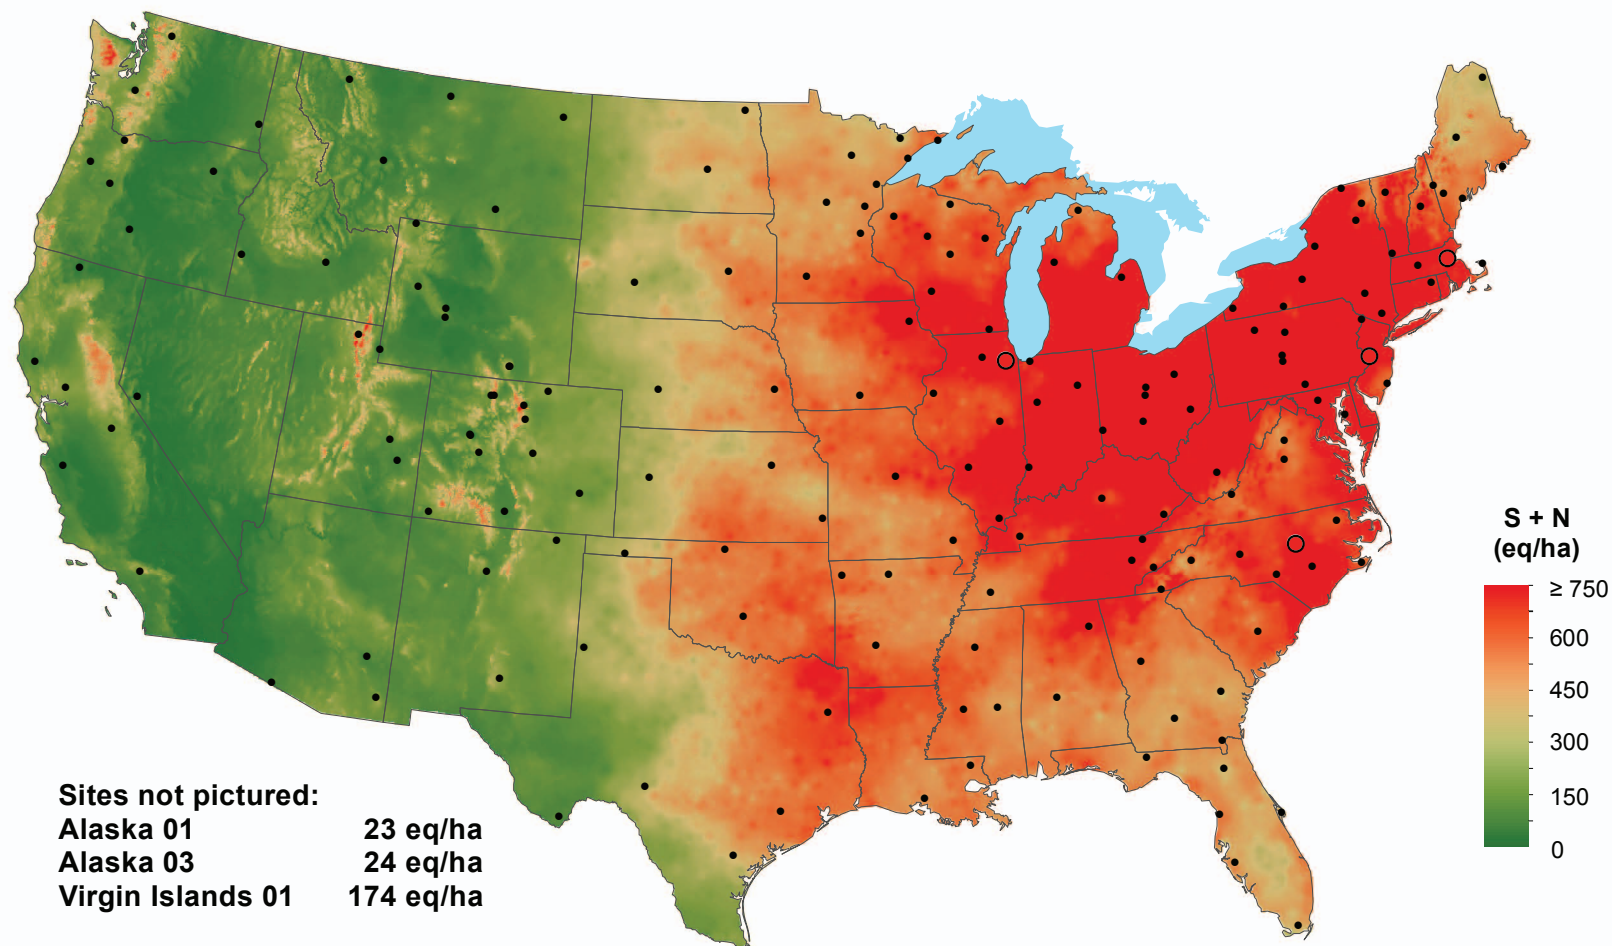 S + N
(eq/ha)
≥ 750
600
450
300
150
0
Sites not pictured:
Alaska 01 23 eq/ha
Alaska 03 24 eq/ha
Virgin Islands 01 174 eq/ha